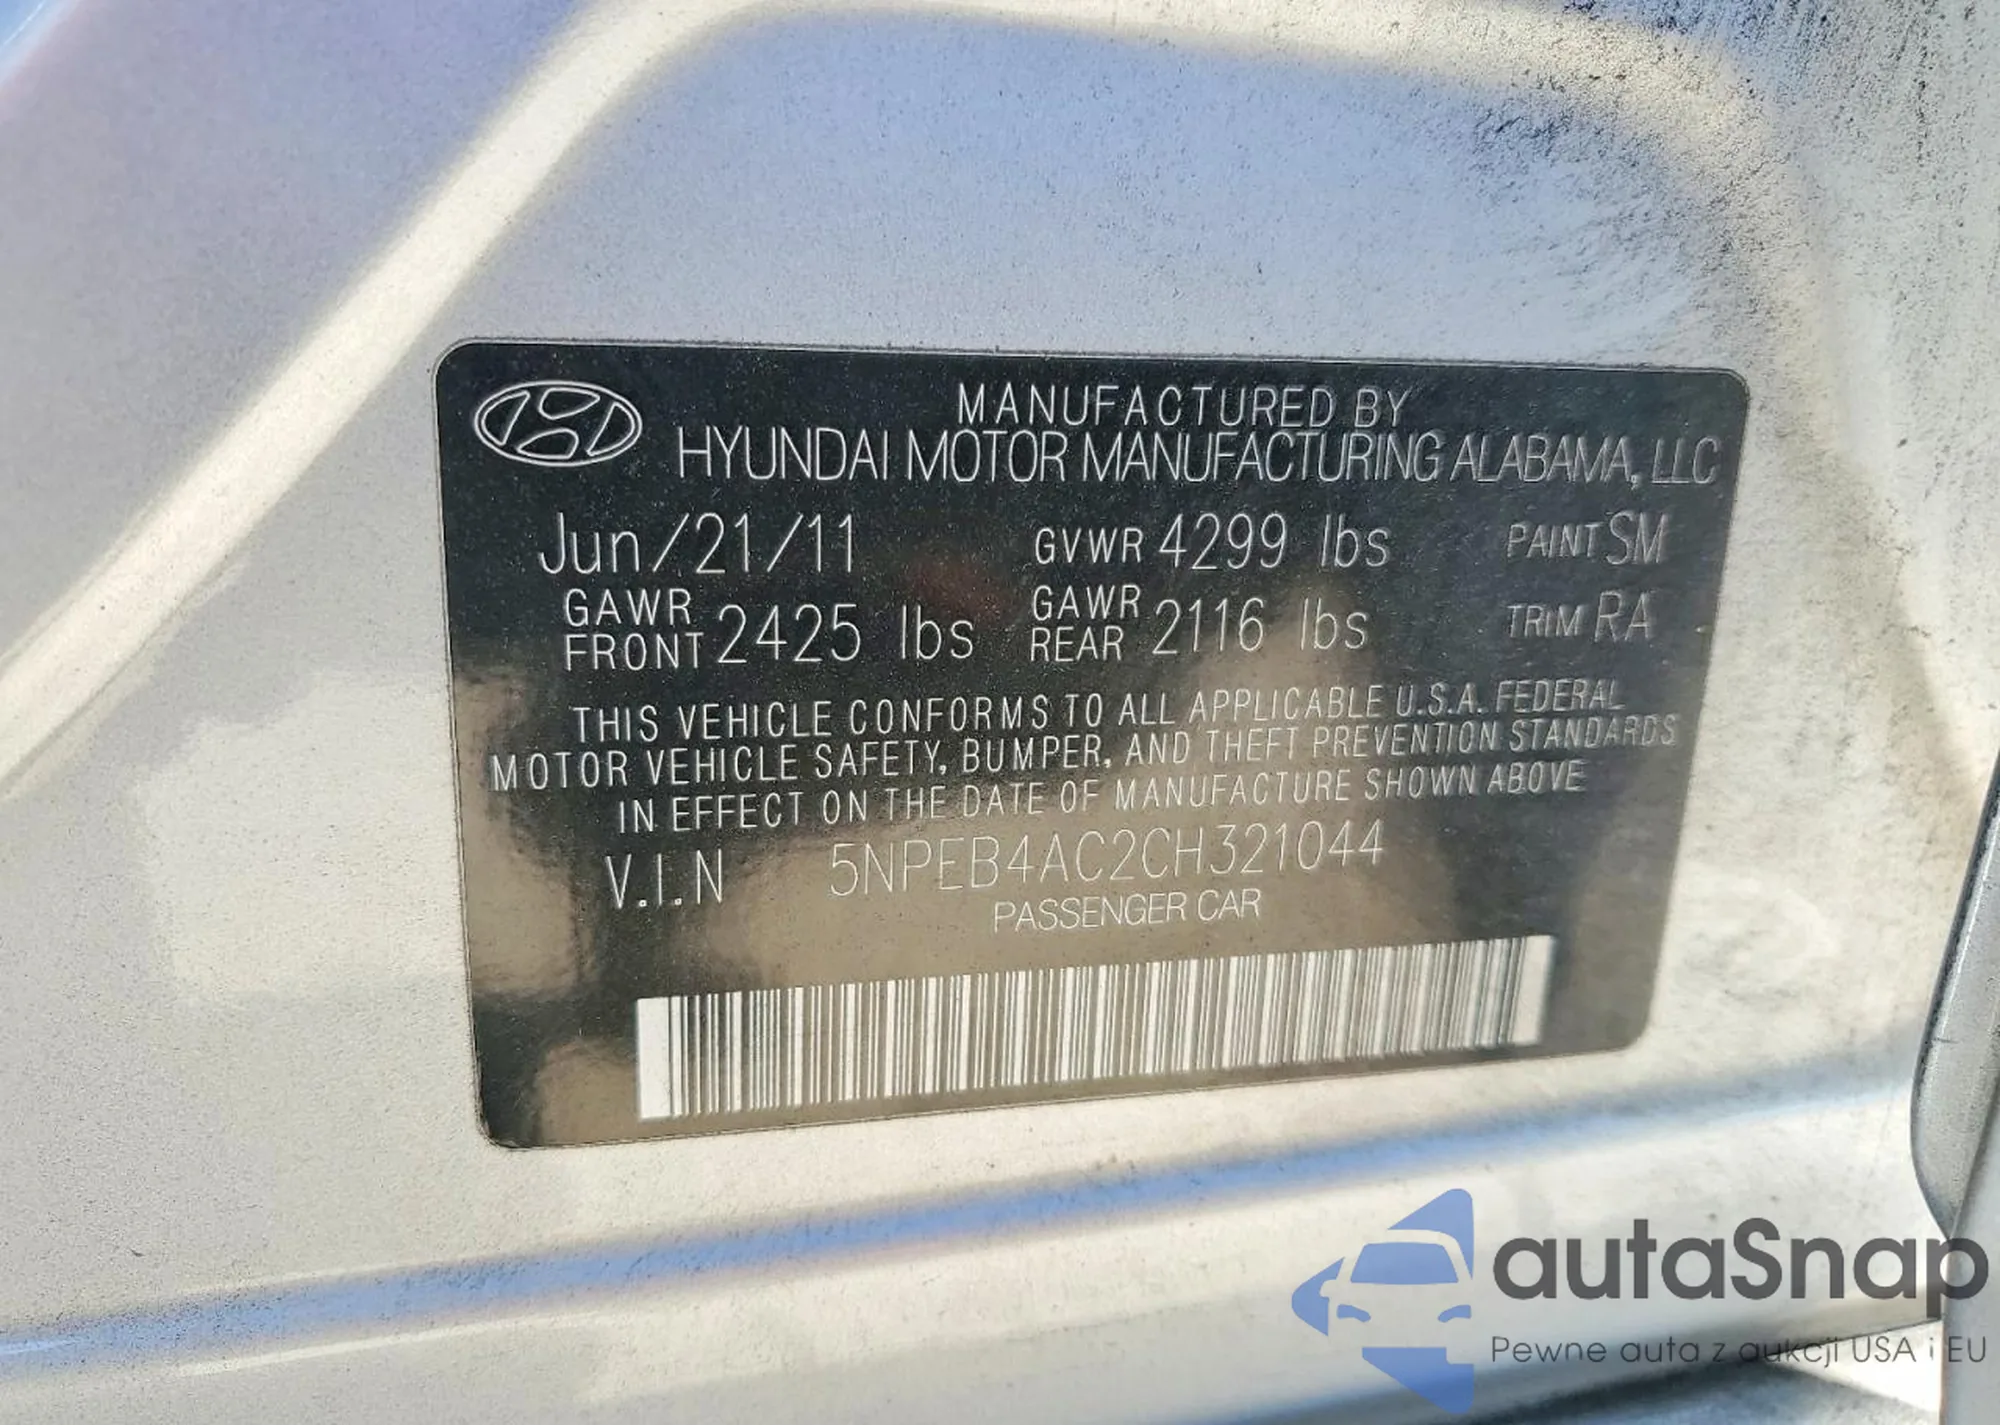 MANUFACTURED BY
HYUNDAI MOTOR MANUFACTURING ALABAMA, LLC
Jun/21/11 GVWR 4299 lbs PAINT SM
GAWR FRONT 2425 lbs GAWR REAR 2116 lbs TRIM RA
THIS VEHICLE CONFORMS TO ALL APPLICABLE U.S.A. FEDERAL
MOTOR VEHICLE SAFETY, BUMPER, AND THEFT PREVENTION STANDARDS
IN EFFECT ON THE DATE OF MANUFACTURE SHOWN ABOVE
V.I.N 5NPEB4AC2CH321044
PASSENGER CAR
autaSnap
Pewne auta z aukcji USA i EU